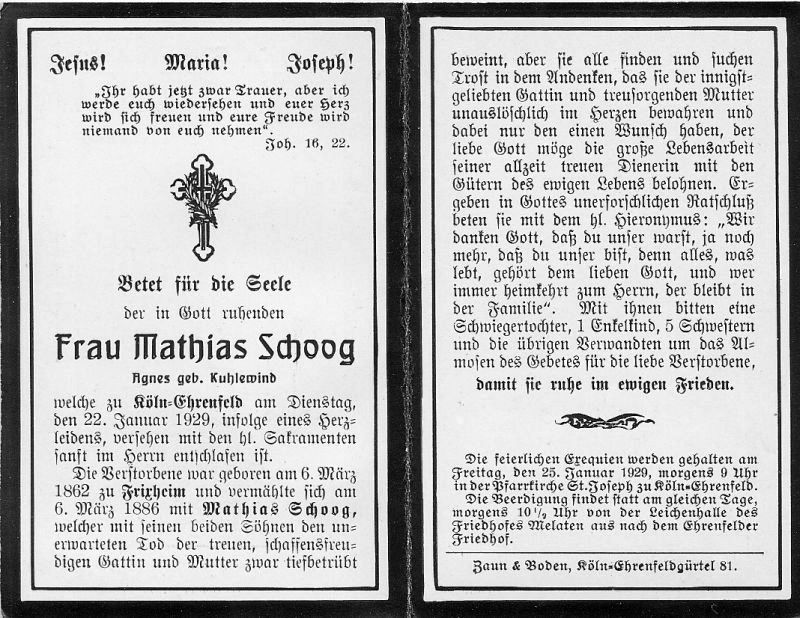 Jesus! Maria! Joseph!
„Ihr habt jetzt zwar Trauer, aber ich
werde euch wiedersehen und euer Herz
wird sich freuen und eure Freude wird
niemand von euch nehmen“.
Joh. 16, 22.
Betet für die Seele
der in Gott ruhenden
Frau Mathias Schoog
Agnes geb. Kuhlewind
welche zu Köln-Ehrenfeld am Dienstag,
den 22. Januar 1929, infolge eines Herz-
leidens, versehen mit den hl. Sakramenten
sanft im Herrn entschlafen ist.
Die Verstorbene war geboren am 6. März
1862 zu Frixheim und vermählte sich am
6. März 1886 mit Mathias Schoog,
welcher mit seinen beiden Söhnen den un-
erwarteten Tod der treuen, schaffensfreu-
digen Gattin und Mutter zwar tiefbetrübt
beweint, aber sie alle finden und suchen
Trost in dem Andenken, das sie der innigst-
geliebten Gattin und treusorgenden Mutter
unauslöschlich im Herzen bewahren und
dabei nur den einen Wunsch haben, der
liebe Gott möge die große Lebensarbeit
seiner allzeit treuen Dienerin mit den
Gütern des ewigen Lebens belohnen. Er-
geben in Gottes unerforschlichen Ratschluß
beten sie mit dem hl. Hieronymus: „Wir
danken Gott, daß du unser warst, ja noch
mehr, daß du unser bist, denn alles, was
lebt, gehört dem lieben Gott, und wer
immer heimkehrt zum Herrn, der bleibt in
der Familie“. Mit ihnen bitten eine
Schwiegertochter, 1 Enkelkind, 5 Schwestern
und die übrigen Verwandten um das Al-
mosen des Gebetes für die liebe Verstorbene,
damit sie ruhe im ewigen Frieden.
Die feierlichen Exequien werden gehalten am
Freitag, den 25. Januar 1929, morgens 9 Uhr
in der Pfarrkirche St. Joseph zu Köln-Ehrenfeld.
Die Beerdigung findet statt am gleichen Tage,
morgens 10½ Uhr von der Leichenhalle des
Friedhofes Melaten aus nach dem Ehrenfelder
Friedhof.
Zaun & Boden, Köln-Ehrenfeldgürtel 81.